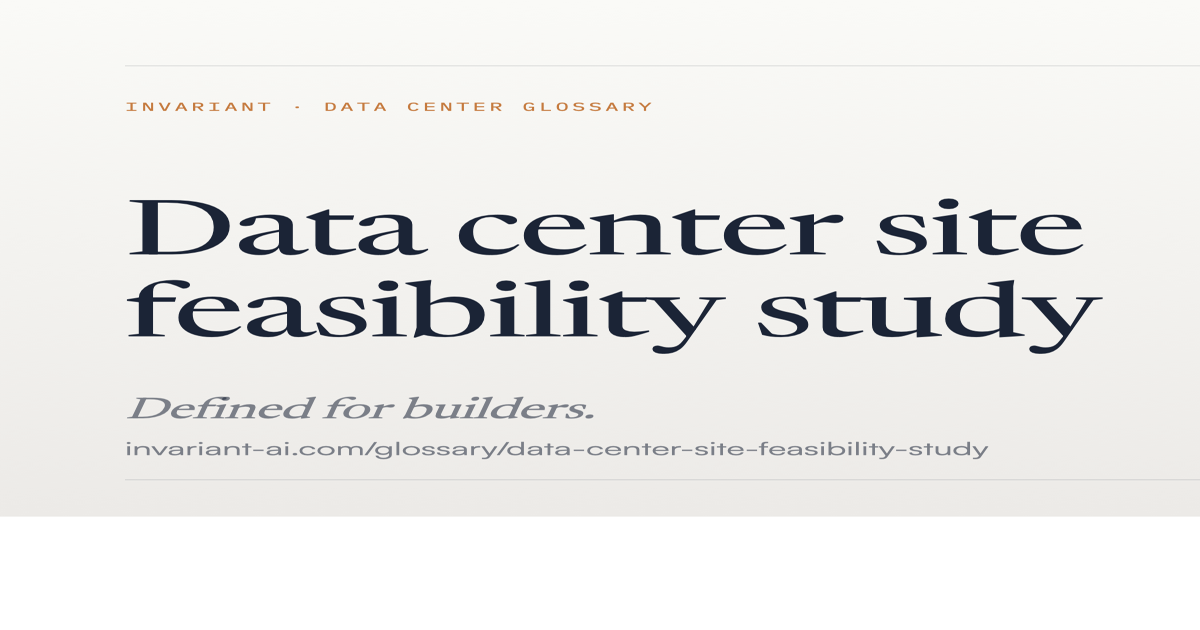 INVARIANT · DATA CENTER GLOSSARY
Data center site
feasibility study
Defined for builders.
invariant-ai.com/glossary/data-center-site-feasibility-study